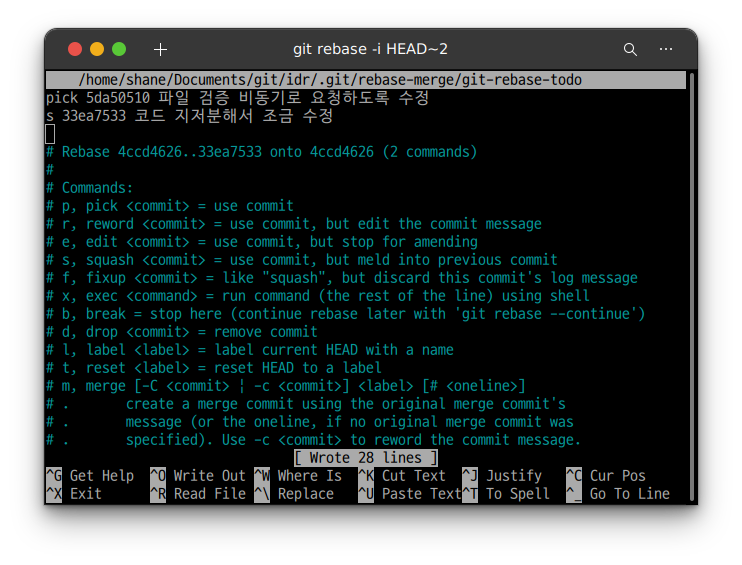 git rebase -i HEAD~2
/home/shane/Documents/git/idr/.git/rebase-merge/git-rebase-todo
pick 5da50510 파일 검증 비동기로 요청하도록 수정
s 33ea7533 코드 지저분해서 조금 수정
# Rebase 4ccd4626..33ea7533 onto 4ccd4626 (2 commands)
#
# Commands:
# p, pick <commit> = use commit
# r, reword <commit> = use commit, but edit the commit message
# e, edit <commit> = use commit, but stop for amending
# s, squash <commit> = use commit, but meld into previous commit
# f, fixup <commit> = like "squash", but discard this commit's log message
# x, exec <command> = run command (the rest of the line) using shell
# b, break = stop here (continue rebase later with 'git rebase --continue')
# d, drop <commit> = remove commit
# l, label <label> = label current HEAD with a name
# t, reset <label> = reset HEAD to a label
# m, merge [-C <commit> | -c <commit>] <label> [# <oneline>]
# .       create a merge commit using the original merge commit's
# .       message (or the oneline, if no original merge commit was
# .       specified). Use -c <commit> to reword the commit message.
[ Wrote 28 lines ]
^G Get Help  ^O Write Out ^W Where Is  ^K Cut Text  ^J Justify   ^C Cur Pos
^X Exit      ^R Read File ^\ Replace   ^U Paste Text^T To Spell  ^_ Go To Line